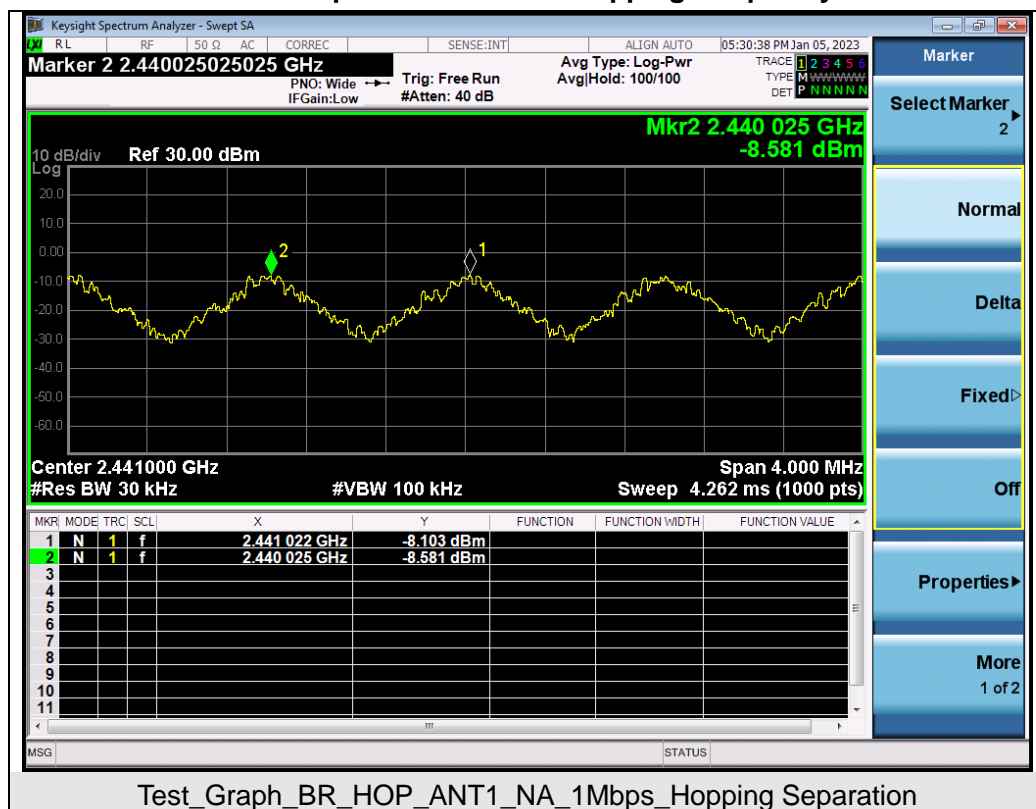 Keysight Spectrum Analyzer - Swept SA
LXI RL RF 50 Ω AC CORREC SENSE:INT ALIGN AUTO 05:30:38 PM Jan 05, 2023
Marker 2 2.440025025025 GHz
PNO: Wide
IFGain:Low
Trig: Free Run
#Atten: 40 dB
Avg Type: Log-Pwr
Avg|Hold: 100/100
TRACE 1 2 3 4 5 6
TYPE M WWWWW
DET P N N N N N
Mkr2 2.440 025 GHz
-8.581 dBm
10 dB/div Ref 30.00 dBm
Log
20.0
10.0
0.00
-10.0
-20.0
-30.0
-40.0
-50.0
-60.0
2
1
Center 2.441000 GHz Span 4.000 MHz
#Res BW 30 kHz #VBW 100 kHz Sweep 4.262 ms (1000 pts)
MKR MODE TRC SCL X Y FUNCTION FUNCTION WIDTH FUNCTION VALUE
1 N 1 f 2.441 022 GHz -8.103 dBm
2 N 1 f 2.440 025 GHz -8.581 dBm
3
4
5
6
7
8
9
10
11
MSG STATUS
Marker
Select Marker
2
Normal
Delta
Fixed
Off
Properties
More
1 of 2
Test_Graph_BR_HOP_ANT1_NA_1Mbps_Hopping Separation